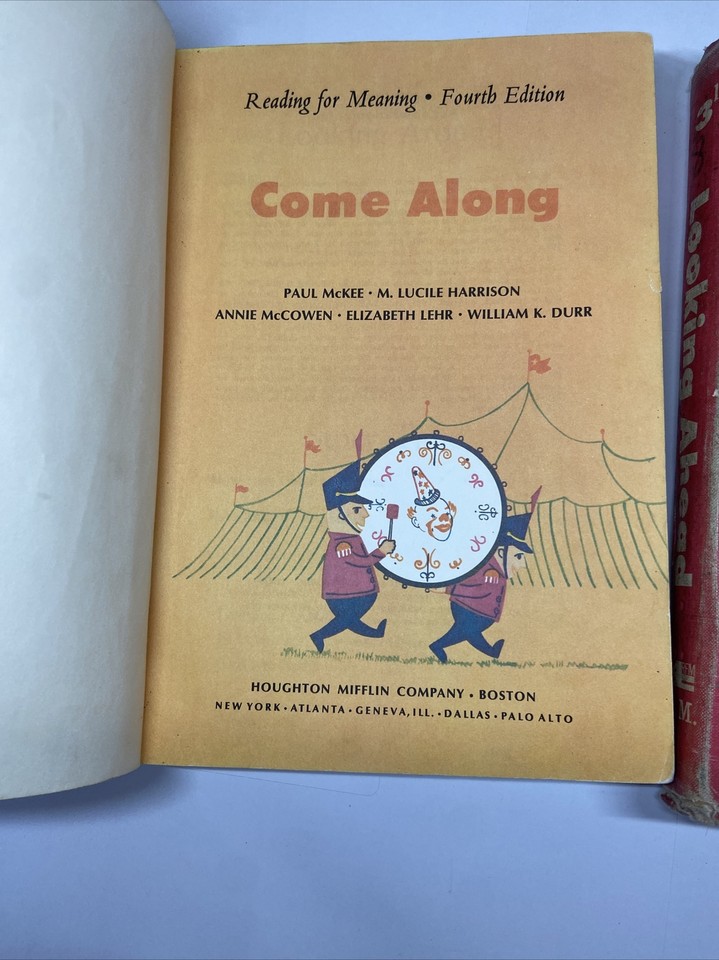 Reading for Meaning • Fourth Edition
Come Along
PAUL McKEE • M. LUCILE HARRISON
ANNIE McCOWEN • ELIZABETH LEHR • WILLIAM K. DURR
HOUGHTON MIFFLIN COMPANY • BOSTON
NEW YORK • ATLANTA • GENEVA, ILL. • DALLAS • PALO ALTO
Looking Ahead